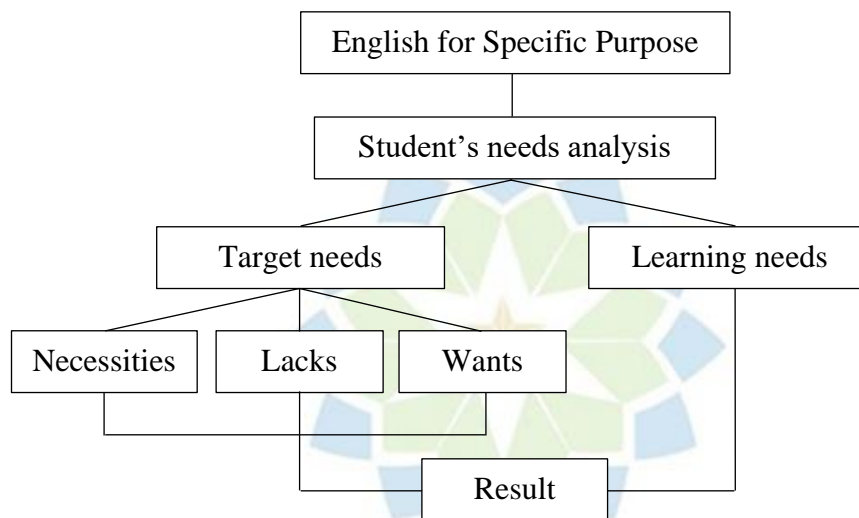 English for Specific Purpose
Student’s needs analysis
Target needs
Learning needs
Necessities
Lacks
Wants
Result